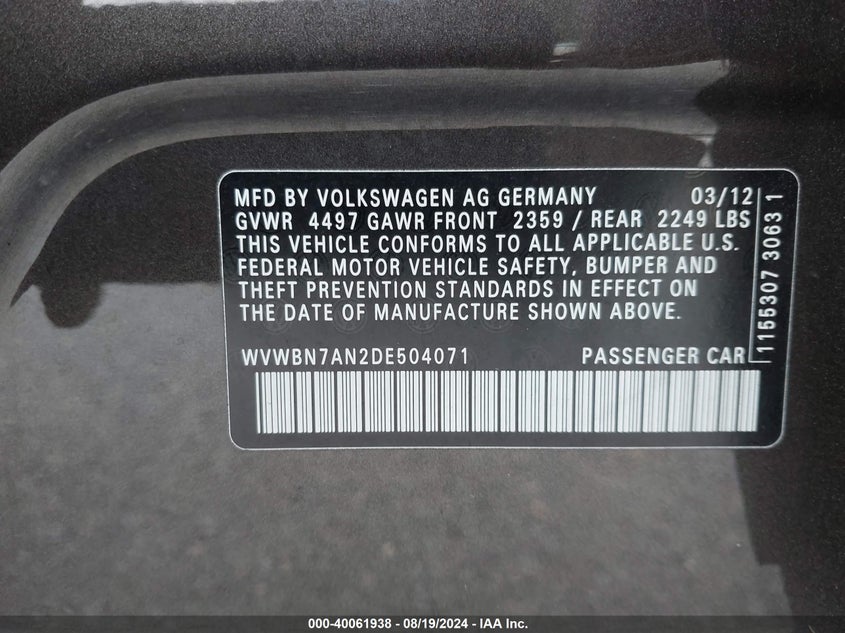 MFD BY VOLKSWAGEN AG GERMANY 03/12
GVWR 4497 GAWR FRONT 2359 / REAR 2249 LBS
THIS VEHICLE CONFORMS TO ALL APPLICABLE U.S.
FEDERAL MOTOR VEHICLE SAFETY, BUMPER AND
THEFT PREVENTION STANDARDS IN EFFECT ON
THE DATE OF MANUFACTURE SHOWN ABOVE.
WVWBN7AN2DE504071 PASSENGER CAR
1155307 3063 1
000-40061938 - 08/19/2024 - IAA Inc.